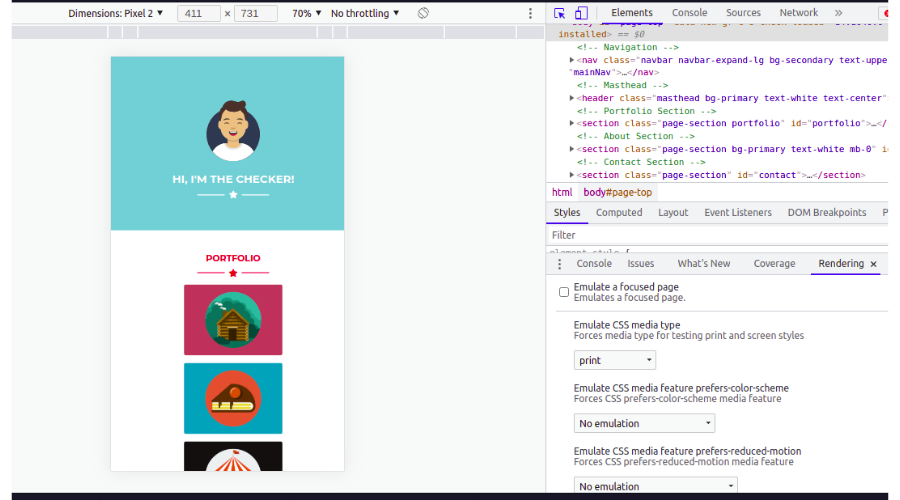 Dimensions: Pixel 2 ▼ 411 × 731 70% ▼ No throttling ▼
Elements Console Sources Network »
installed> == $0
<!-- Navigation -->
▶<nav class="navbar navbar-expand-lg bg-secondary text-uppe
"mainNav">…</nav>
<!-- Masthead -->
▶<header class="masthead bg-primary text-white text-center"
<!-- Portfolio Section -->
▶<section class="page-section portfolio" id="portfolio">…</
<!-- About Section -->
▶<section class="page-section bg-primary text-white mb-0" i
<!-- Contact Section -->
▶<section class="page-section" id="contact">…</section>
html body#page-top
Styles Computed Layout Event Listeners DOM Breakpoints P
Filter
element.style {
Console Issues What's New Coverage Rendering ×
Emulate a focused page
Emulates a focused page.
Emulate CSS media type
Forces media type for testing print and screen styles
print
Emulate CSS media feature prefers-color-scheme
Forces CSS prefers-color-scheme media feature
No emulation
Emulate CSS media feature prefers-reduced-motion
Forces CSS prefers-reduced-motion media feature
No emulation
HI, I'M THE CHECKER!
PORTFOLIO